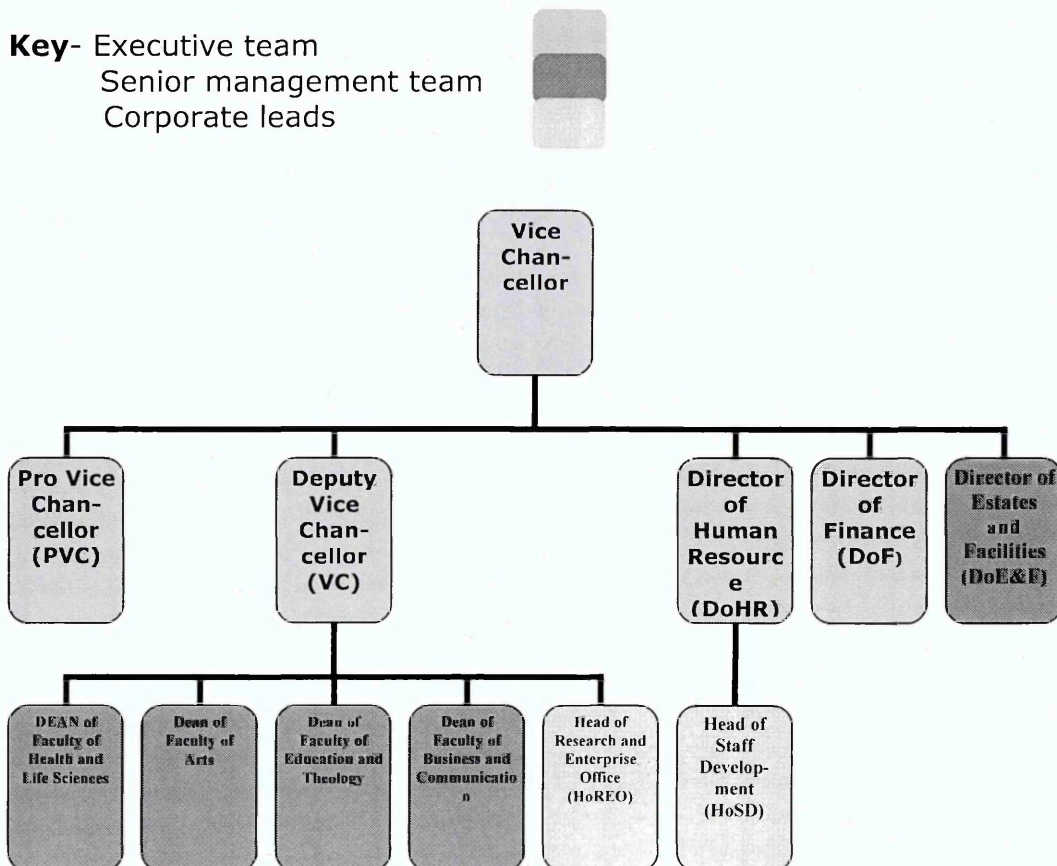 Key- Executive team
Senior management team
Corporate leads
Vice
Chan-
cellor
Pro Vice
Chan-
cellor
(PVC)
Deputy
Vice
Chan-
cellor
(VC)
Director
of
Human
Resourc
e
(DoHR)
Director
of
Finance
(DoF)
Director of
Estates
and
Facilities
(DoE&F)
DEAN of
Faculty of
Health and
Life Sciences
Dean of
Faculty of
Arts
Dean of
Faculty of
Education and
Theology
Dean of
Faculty of
Business and
Communicatio
n
Head of
Research and
Enterprise
Office
(HoREO)
Head of
Staff
Develop-
ment
(HoSD)